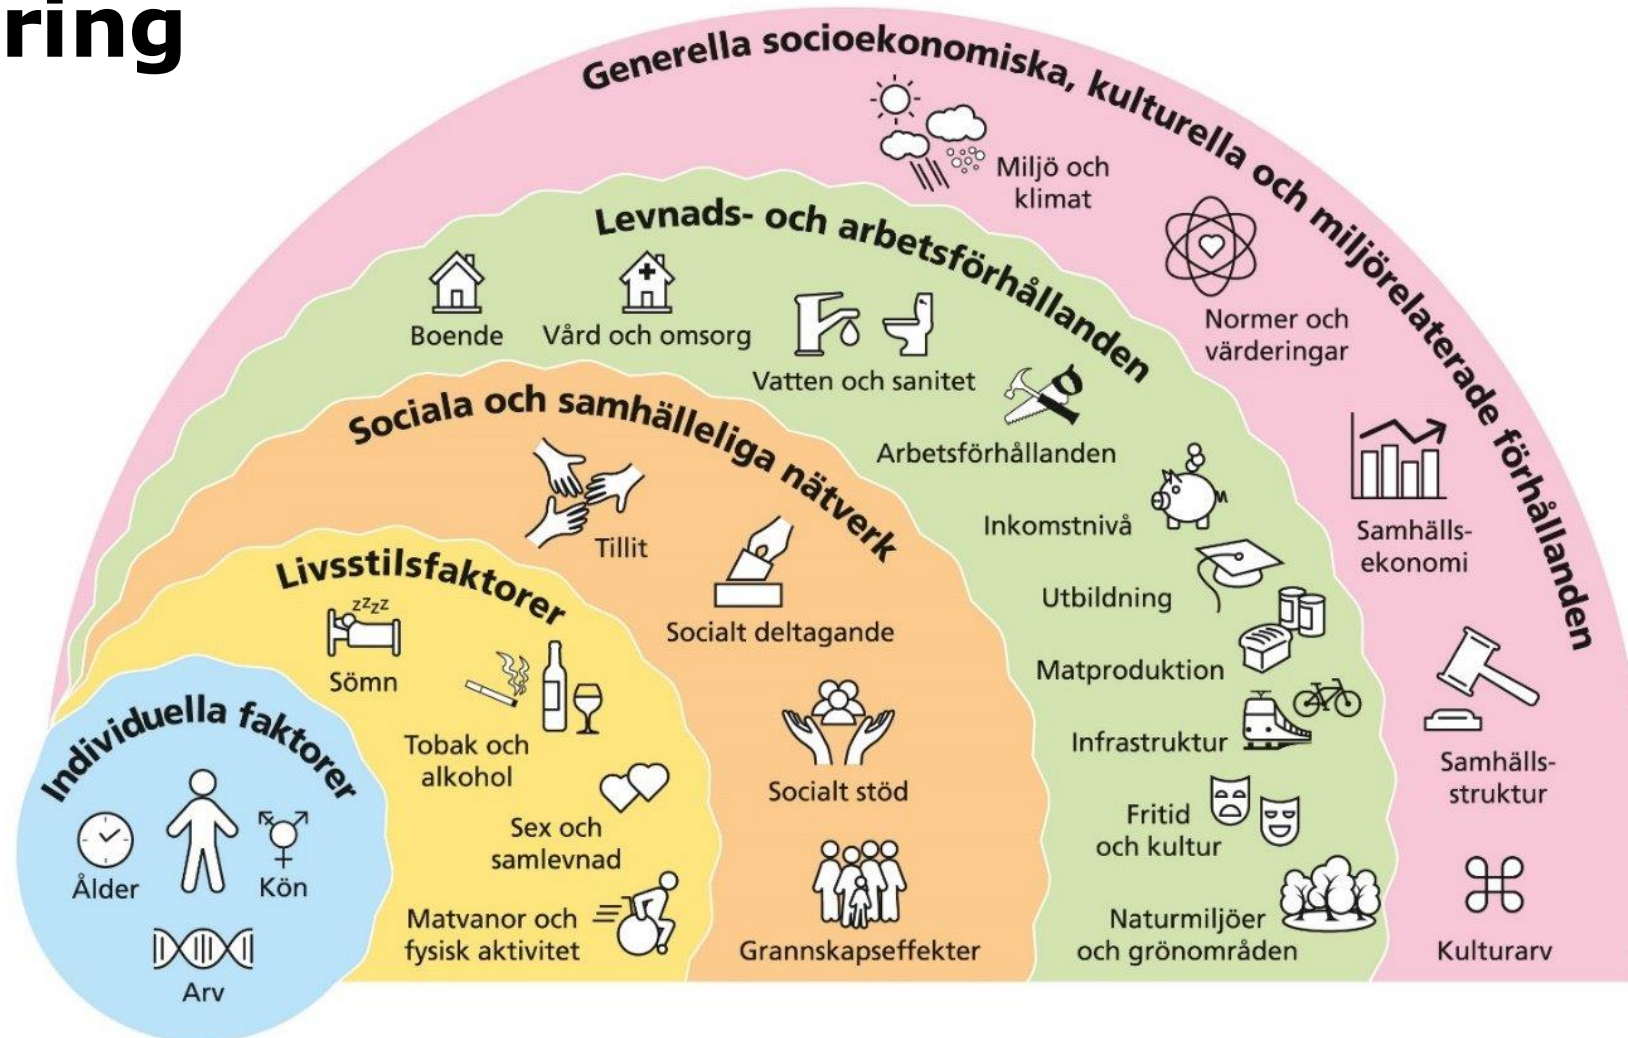 ring
Generella socioekonomiska, kulturella och miljörelaterade förhållanden
Miljö och
klimat
Normer och
värderingar
Samhälls-
ekonomi
Samhälls-
struktur
Kulturarv
Levnads- och arbetsförhållanden
Boende
Vård och omsorg
Vatten och sanitet
Arbetsförhållanden
Inkomstnivå
Utbildning
Matproduktion
Infrastruktur
Fritid
och kultur
Naturmiljöer
och grönområden
Sociala och samhälleliga nätverk
Tillit
Socialt deltagande
Socialt stöd
Grannskapseffekter
Livsstilsfaktorer
zzzz
Sömn
Tobak och
alkohol
Sex och
samlevnad
Matvanor och
fysisk aktivitet
Individuella faktorer
Ålder
Kön
Arv